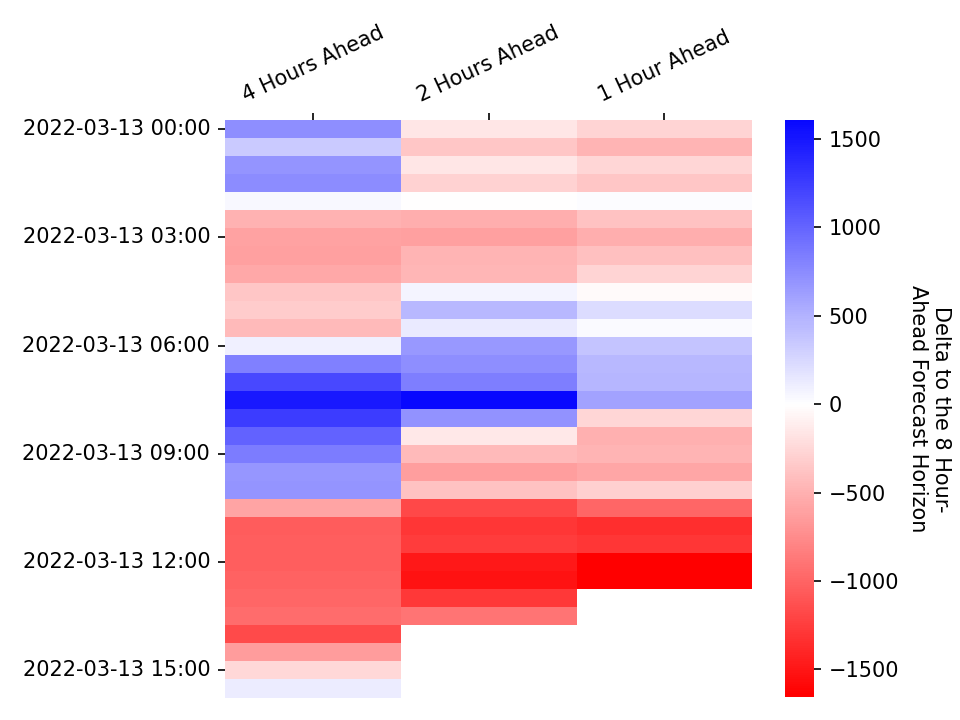 4 Hours Ahead
2 Hours Ahead
1 Hour Ahead
2022-03-13 00:00
2022-03-13 03:00
2022-03-13 06:00
2022-03-13 09:00
2022-03-13 12:00
2022-03-13 15:00
1500
1000
500
0
−500
−1000
−1500
Delta to the 8 Hour-
Ahead Forecast Horizon